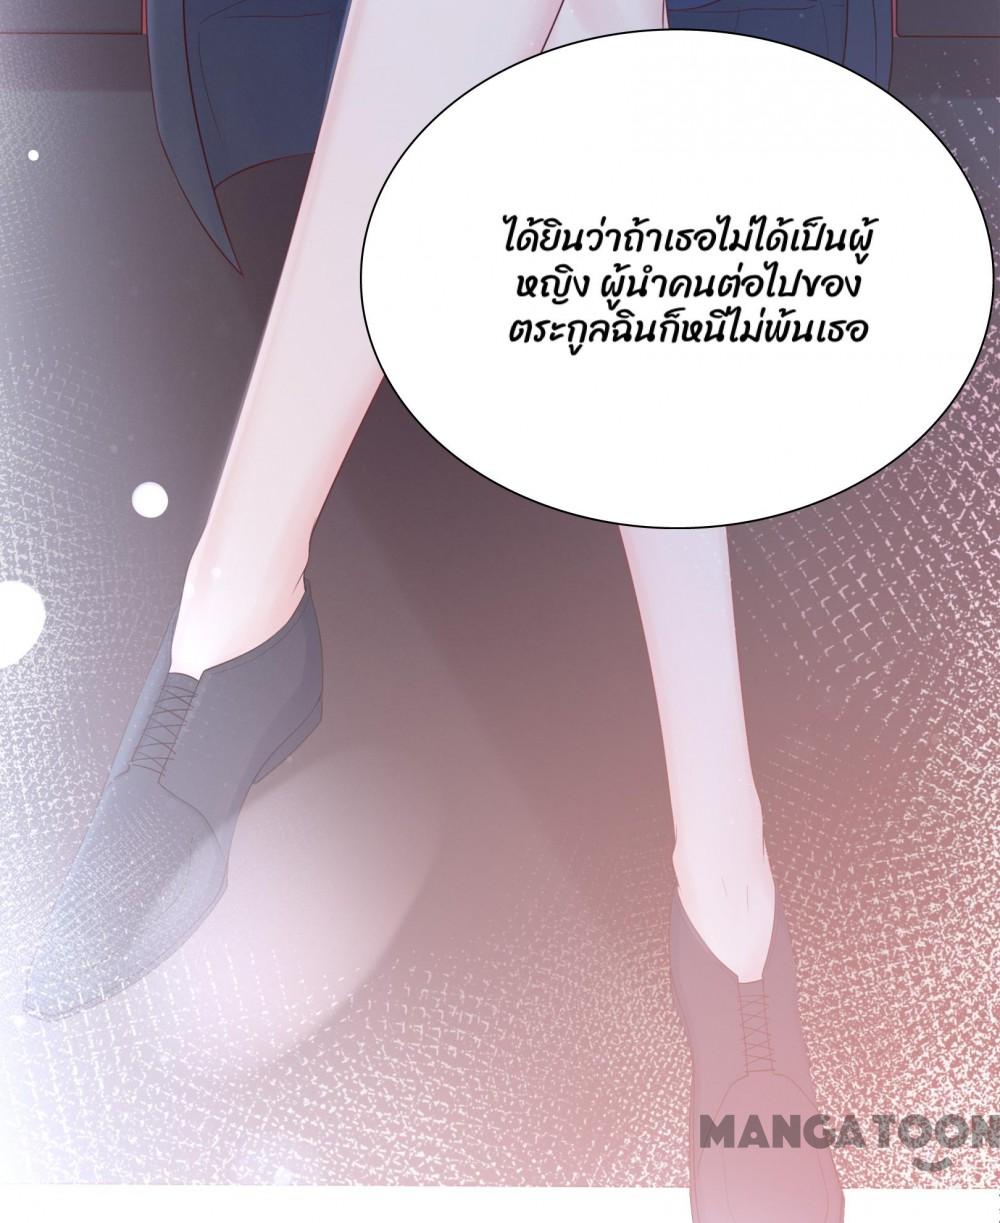 ได้ยินว่าถ้าเธอไม่ได้เป็นผู้
หญิง ผู้นำคนต่อไปของ
ตระกูลฉินก็หนีไม่พ้นเธอ
MANGA TOON